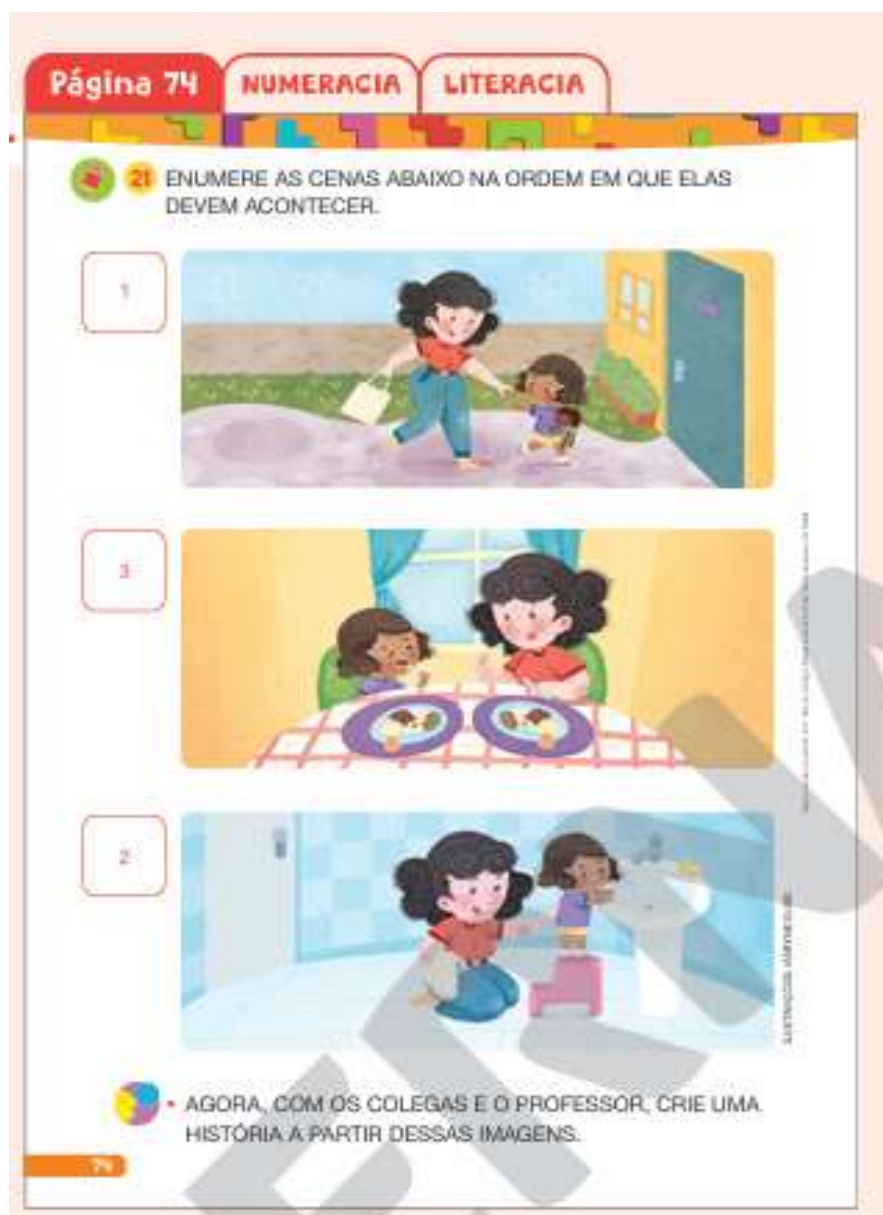 Página 74 NUMERACIA LITERACIA
21 ENUMERE AS CENAS ABAIXO NA ORDEM EM QUE ELAS
DEVEM ACONTECER.
1
3
2
AGORA, COM OS COLEGAS E O PROFESSOR, CRIE UMA
HISTÓRIA A PARTIR DESSAS IMAGENS.
74